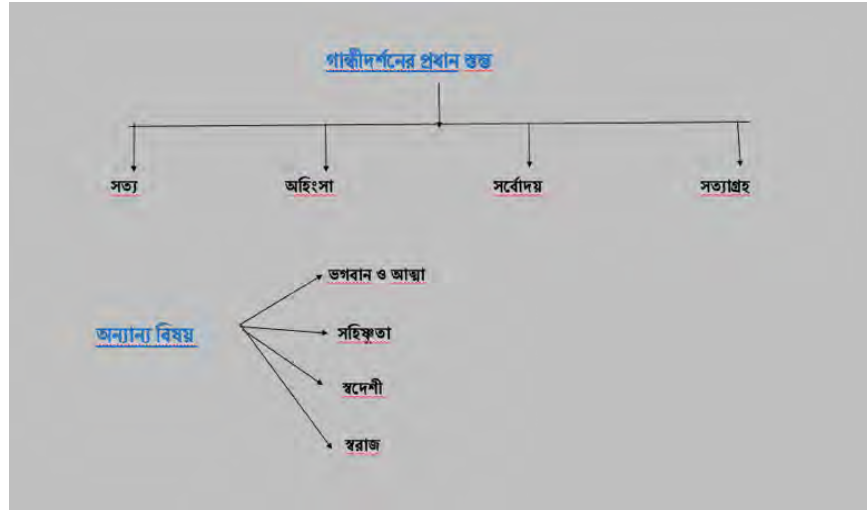 গান্ধীদর্শনের প্রধান স্তম্ভ
সত্য অহিংসা সর্বোদয় সত্যাগ্রহ
ভগবান ও আত্মা
অন্যান্য বিষয় সহিষ্ণুতা
স্বদেশী
স্বরাজ